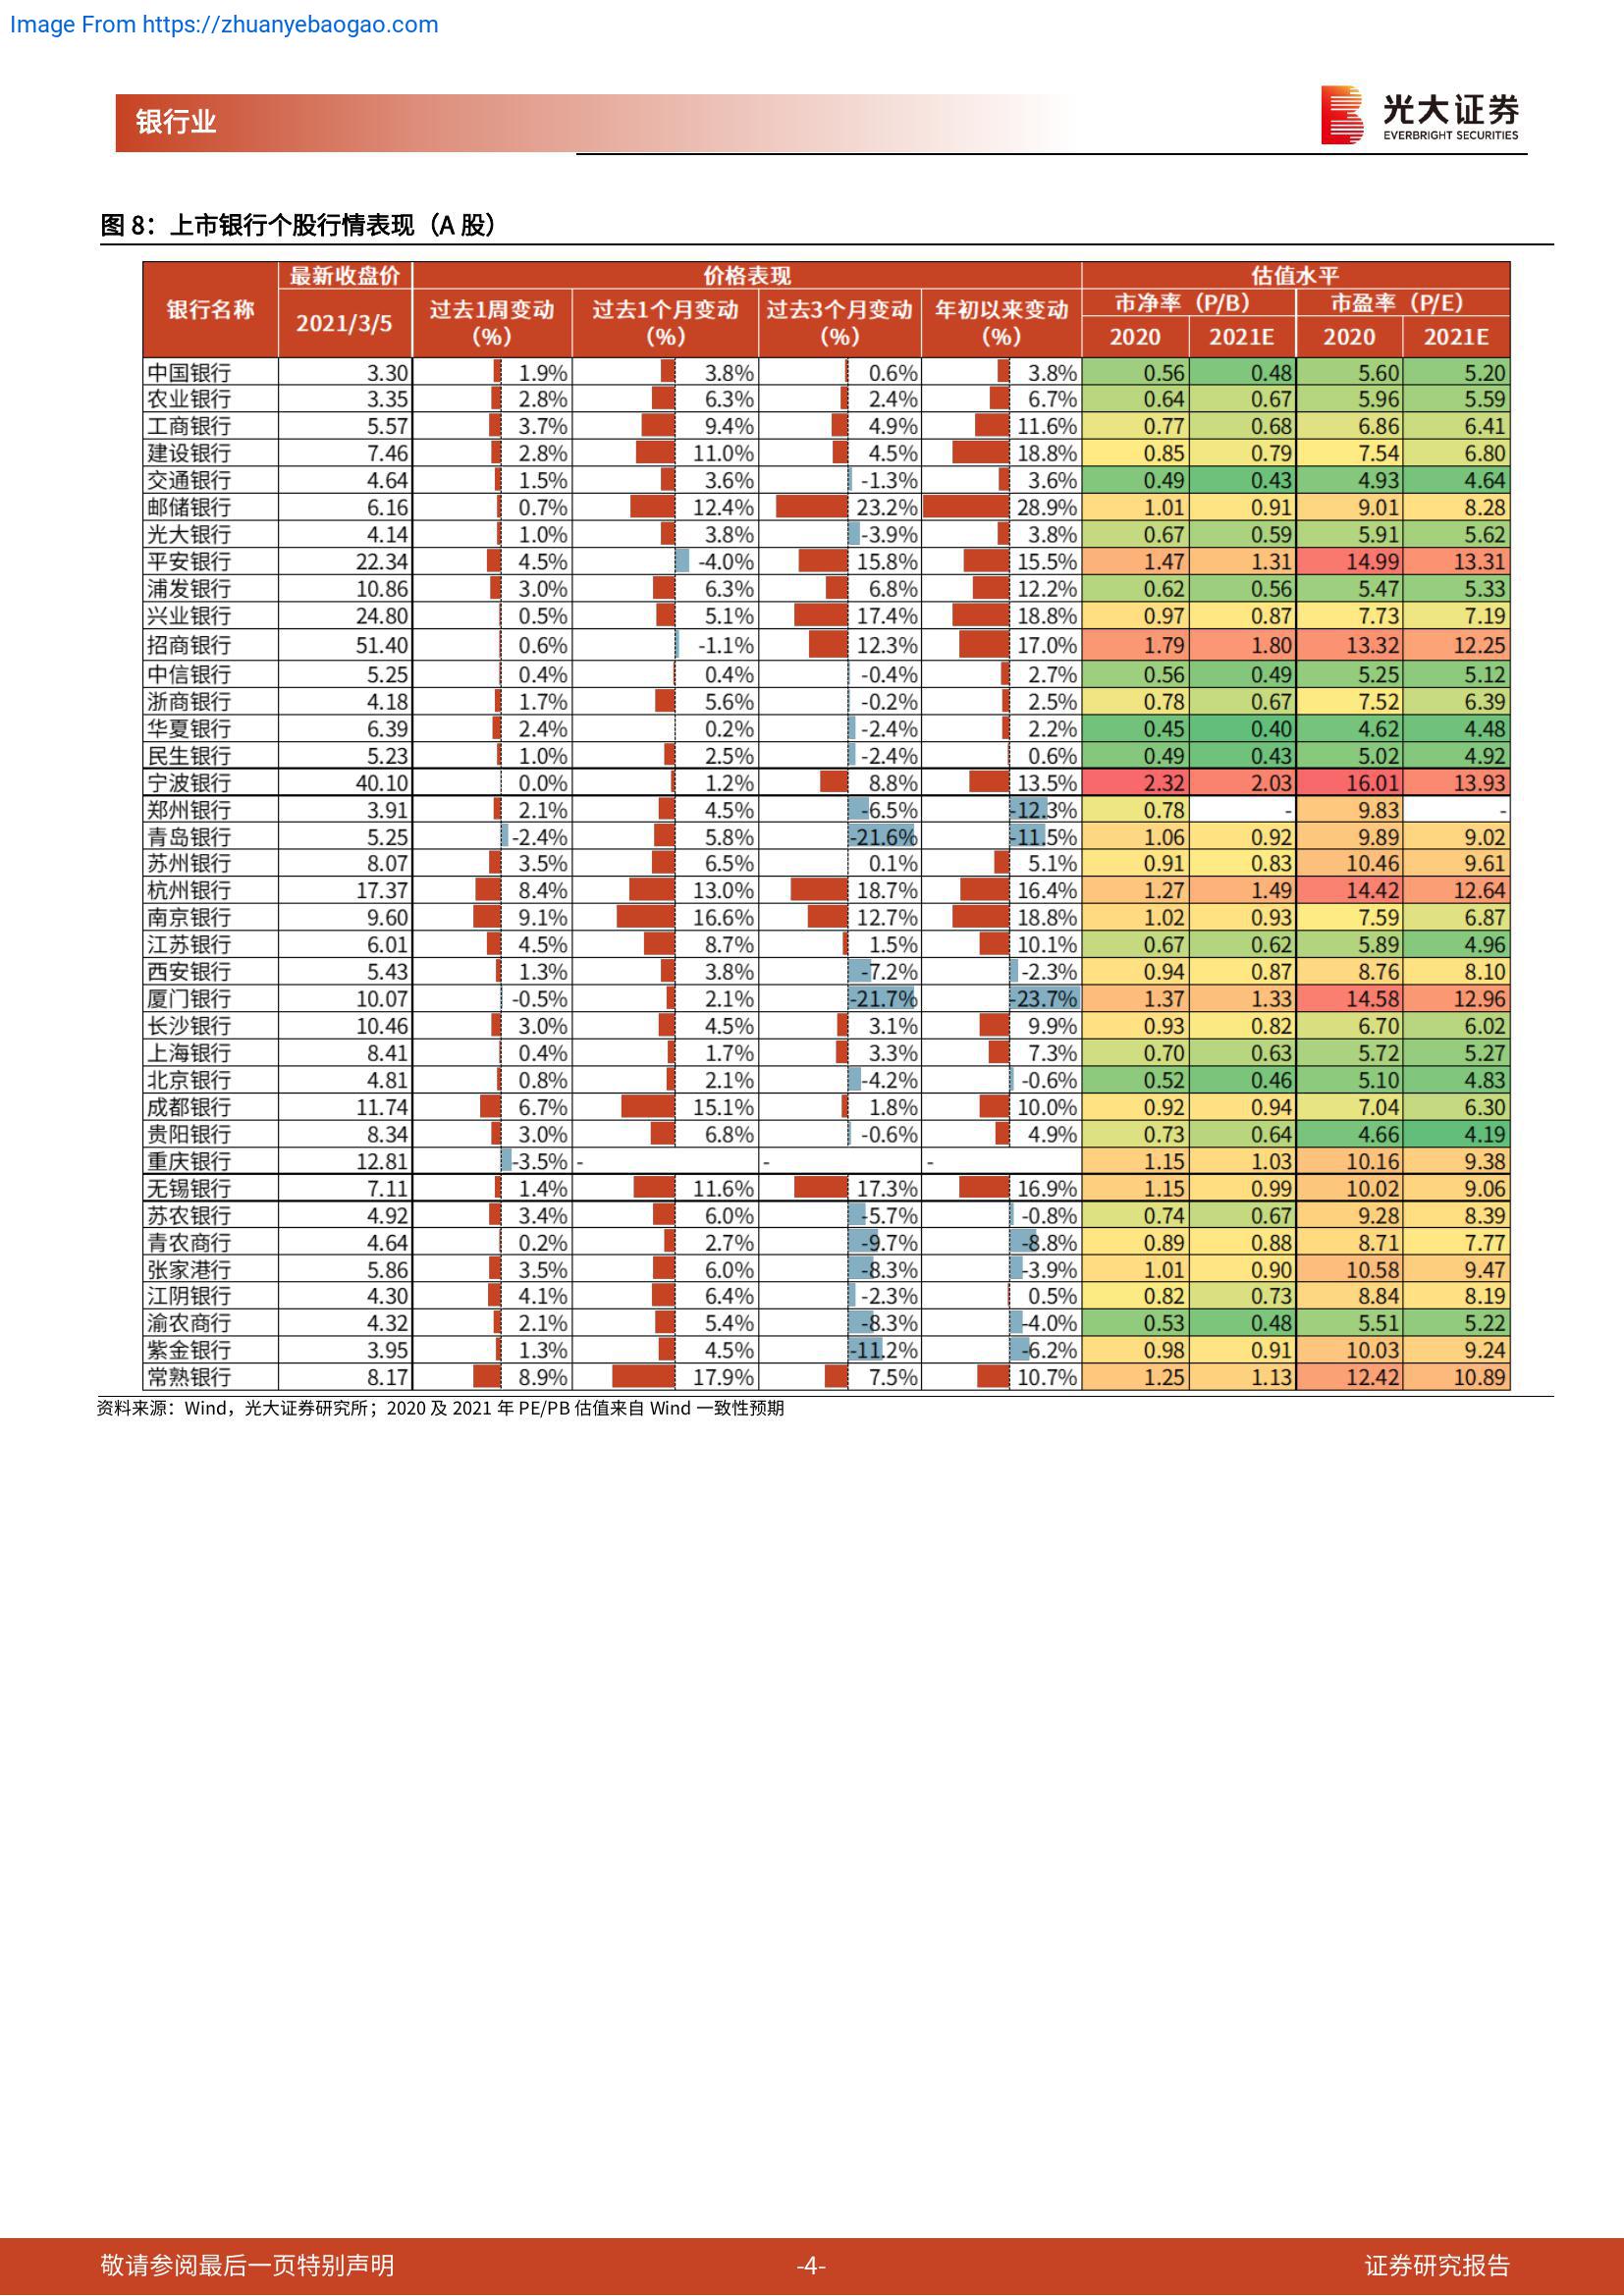 Image From https://zhuanyebaogao.com
银行业
光大证券
EVERBRIGHT SECURITIES
图 8：上市银行个股行情表现（A 股）
银行名称 最新收盘价 价格表现 估值水平
2021/3/5 过去1周变动（%） 过去1个月变动（%） 过去3个月变动（%） 年初以来变动（%） 市净率（P/B） 市盈率（P/E）
2020 2021E 2020 2021E
中国银行 3.30 1.9% 3.8% 0.6% 3.8% 0.56 0.48 5.60 5.20
农业银行 3.35 2.8% 6.3% 2.4% 6.7% 0.64 0.67 5.96 5.59
工商银行 5.57 3.7% 9.4% 4.9% 11.6% 0.77 0.68 6.86 6.41
建设银行 7.46 2.8% 11.0% 4.5% 18.8% 0.85 0.79 7.54 6.80
交通银行 4.64 1.5% 3.6% -1.3% 3.6% 0.49 0.43 4.93 4.64
邮储银行 6.16 0.7% 12.4% 23.2% 28.9% 1.01 0.91 9.01 8.28
光大银行 4.14 1.0% 3.8% -3.9% 3.8% 0.67 0.59 5.91 5.62
平安银行 22.34 4.5% -4.0% 15.8% 15.5% 1.47 1.31 14.99 13.31
浦发银行 10.86 3.0% 6.3% 6.8% 12.2% 0.62 0.56 5.47 5.33
兴业银行 24.80 0.5% 5.1% 17.4% 18.8% 0.97 0.87 7.73 7.19
招商银行 51.40 0.6% -1.1% 12.3% 17.0% 1.79 1.80 13.32 12.25
中信银行 5.25 0.4% 0.4% -0.4% 2.7% 0.56 0.49 5.25 5.12
浙商银行 4.18 1.7% 5.6% -0.2% 2.5% 0.78 0.67 7.52 6.39
华夏银行 6.39 2.4% 0.2% -2.4% 2.2% 0.45 0.40 4.62 4.48
民生银行 5.23 1.0% 2.5% -2.4% 0.6% 0.49 0.43 5.02 4.92
宁波银行 40.10 0.0% 1.2% 8.8% 13.5% 2.32 2.03 16.01 13.93
郑州银行 3.91 2.1% 4.5% -6.5% -12.3% 0.78 - 9.83 -
青岛银行 5.25 -2.4% 5.8% -21.6% -11.5% 1.06 0.92 9.89 9.02
苏州银行 8.07 3.5% 6.5% 0.1% 5.1% 0.91 0.83 10.46 9.61
杭州银行 17.37 8.4% 13.0% 18.7% 16.4% 1.27 1.49 14.42 12.64
南京银行 9.60 9.1% 16.6% 12.7% 18.8% 1.02 0.93 7.59 6.87
江苏银行 6.01 4.5% 8.7% 1.5% 10.1% 0.67 0.62 5.89 4.96
西安银行 5.43 1.3% 3.8% -7.2% -2.3% 0.94 0.87 8.76 8.10
厦门银行 10.07 -0.5% 2.1% -21.7% -23.7% 1.37 1.33 14.58 12.96
长沙银行 10.46 3.0% 4.5% 3.1% 9.9% 0.93 0.82 6.70 6.02
上海银行 8.41 0.4% 1.7% 3.3% 7.3% 0.70 0.63 5.72 5.27
北京银行 4.81 0.8% 2.1% -4.2% -0.6% 0.52 0.46 5.10 4.83
成都银行 11.74 6.7% 15.1% 1.8% 10.0% 0.92 0.94 7.04 6.30
贵阳银行 8.34 3.0% 6.8% -0.6% 4.9% 0.73 0.64 4.66 4.19
重庆银行 12.81 -3.5% - - - 1.15 1.03 10.16 9.38
无锡银行 7.11 1.4% 11.6% 17.3% 16.9% 1.15 0.99 10.02 9.06
苏农银行 4.92 3.4% 6.0% -5.7% -0.8% 0.74 0.67 9.28 8.39
青农商行 4.64 0.2% 2.7% -9.7% -8.8% 0.89 0.88 8.71 7.77
张家港行 5.86 3.5% 6.0% -8.3% -3.9% 1.01 0.90 10.58 9.47
江阴银行 4.30 4.1% 6.4% -2.3% 0.5% 0.82 0.73 8.84 8.19
渝农商行 4.32 2.1% 5.4% -8.3% -4.0% 0.53 0.48 5.51 5.22
紫金银行 3.95 1.3% 4.5% -11.2% -6.2% 0.98 0.91 10.03 9.24
常熟银行 8.17 8.9% 17.9% 7.5% 10.7% 1.25 1.13 12.42 10.89
资料来源：Wind，光大证券研究所；2020 及 2021 年 PE/PB 估值来自 Wind 一致性预期
敬请参阅最后一页特别声明 -4- 证券研究报告